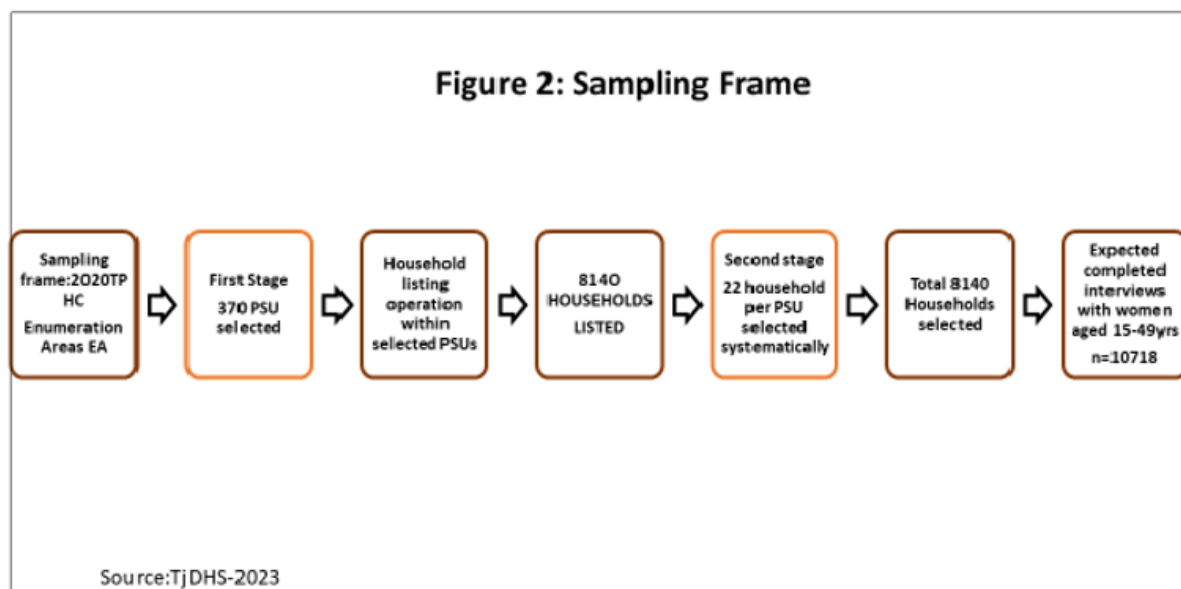 Figure 2: Sampling Frame
Sampling
frame:2020TP
HC
Enumeration
Areas EA
First Stage
370 PSU
selected
Household
listing
operation
within
selected PSUs
8140
HOUSEHOLDS
LISTED
Second stage
22 household
per PSU
selected
systematically
Total 8140
Households
selected
Expected
completed
interviews
with women
aged 15-49yrs
n=10718
Source:TjDHS-2023